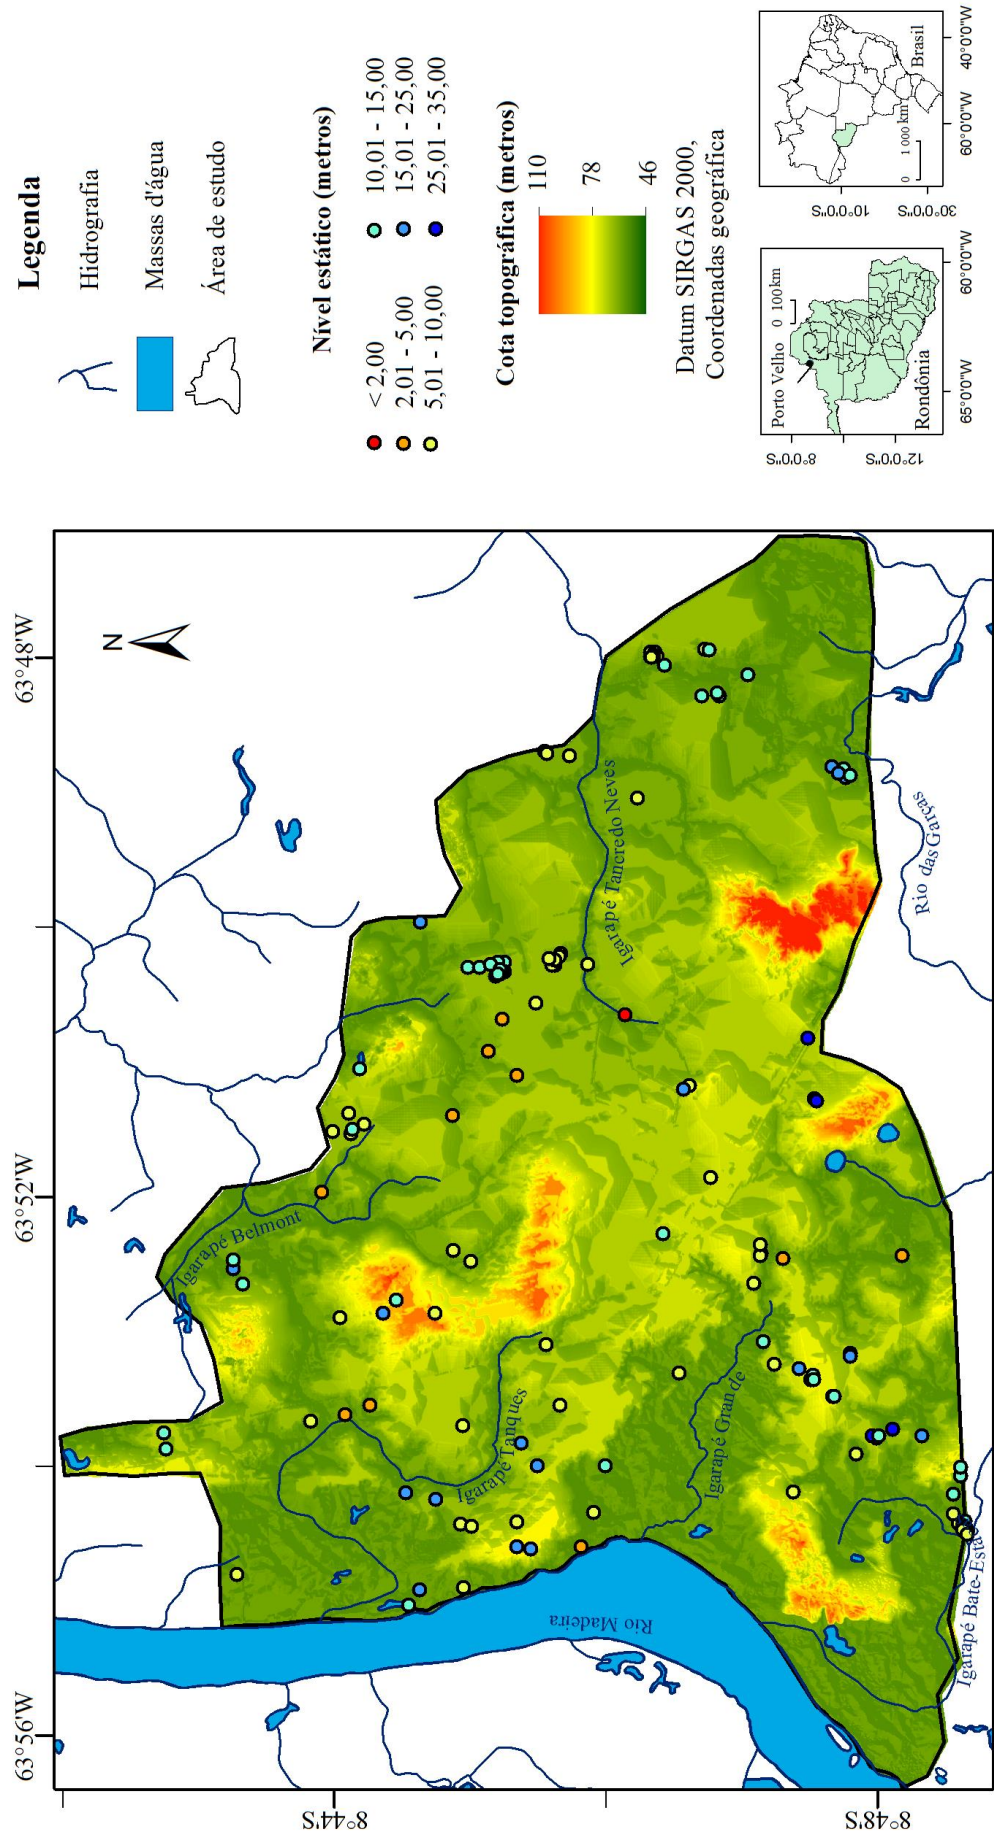 63°56'W
63°52'W
63°48'W
8°44'S
8°48'S
N
Igarapé Belmont
Igarapé Tanques
Igarapé Grande
Igarapé Tancredo Neves
Igarapé Bate-Estac
Rio Madeira
Rio das Garças
Legenda
Hidrografia
Massas d'água
Área de estudo
Nível estático (metros)
< 2,00
2,01 - 5,00
5,01 - 10,00
10,01 - 15,00
15,01 - 25,00
25,01 - 35,00
Cota topográfica (metros)
110
78
46
Datum SIRGAS 2000,
Coordenadas geográfica
Porto Velho
0 100km
Rondônia
8°0'0"S
12°0'0"S
65°0'0"W
60°0'0"W
Brasil
0 1 000 km
10°0'0"S
30°0'0"S
60°0'0"W
40°0'0"W